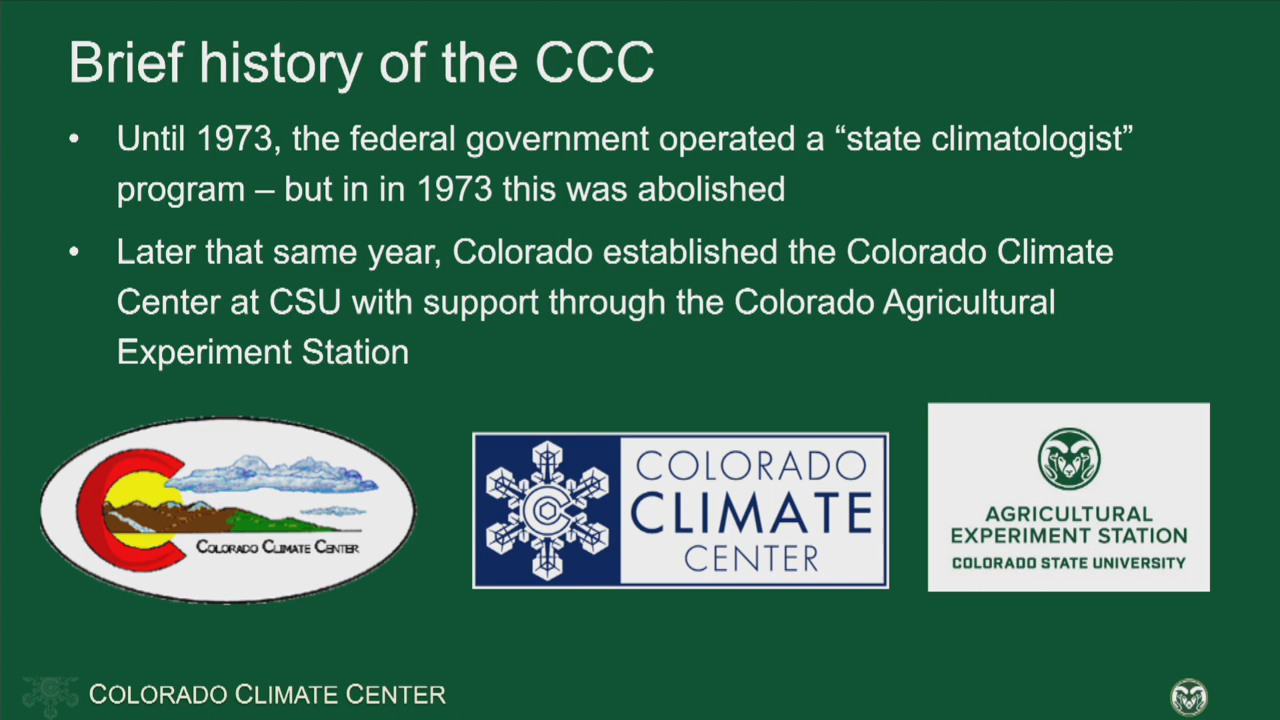 Brief history of the CCC
• Until 1973, the federal government operated a “state climatologist”
program – but in in 1973 this was abolished
• Later that same year, Colorado established the Colorado Climate
Center at CSU with support through the Colorado Agricultural
Experiment Station
COLORADO CLIMATE CENTER
COLORADO
CLIMATE
CENTER
AGRICULTURAL
EXPERIMENT STATION
COLORADO STATE UNIVERSITY
COLORADO CLIMATE CENTER